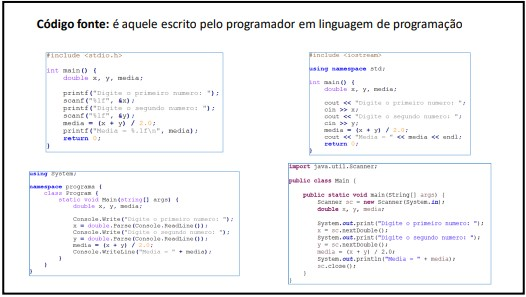 Código fonte: é aquele escrito pelo programador em linguagem de programação
#include <stdio.h>
int main() {
double x, y, media;
printf("Digite o primeiro numero: ");
scanf("%lf", &x);
printf("Digite o segundo numero: ");
scanf("%lf", &y);
media = (x + y) / 2.0;
printf("Media = %.1f\n", media);
return 0;
}
#include <iostream>
using namespace std;
int main() {
double x, y, media;
cout << "Digite o primeiro numero: ";
cin >> x;
cout << "Digite o segundo numero: ";
cin >> y;
media = (x + y) / 2.0;
cout << "Media = " << media << endl;
return 0;
}
using System;
namespace programa {
class Program {
static void Main(string[] args) {
double x, y, media;
Console.Write("Digite o primeiro numero: ");
x = double.Parse(Console.ReadLine());
Console.Write("Digite o segundo numero: ");
y = double.Parse(Console.ReadLine());
media = (x + y) / 2.0;
Console.WriteLine("Media = " + media);
}
}
}
import java.util.Scanner;
public class Main {
public static void main(String[] args) {
Scanner sc = new Scanner(System.in);
double x, y, media;
System.out.print("Digite o primeiro numero: ");
x = sc.nextDouble();
System.out.print("Digite o segundo numero: ");
y = sc.nextDouble();
media = (x + y) / 2.0;
System.out.println("Media = " + media);
sc.close();
}
}